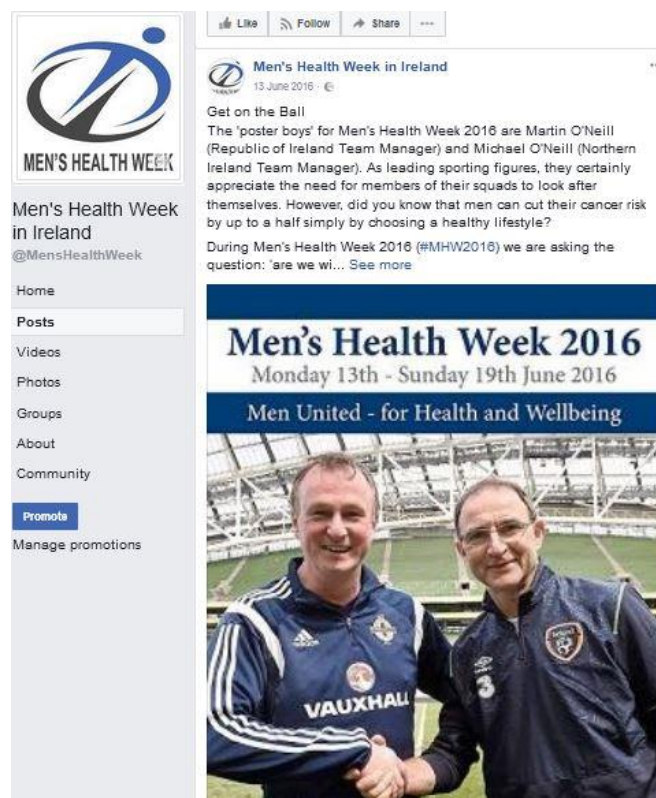 Like Follow Share
MEN'S HEALTH WEEK
Men's Health Week
in Ireland
@MensHealthWeek
Home
Posts
Videos
Photos
Groups
About
Community
Promote
Manage promotions
Men's Health Week in Ireland
13 June 2016 ·
Get on the Ball
The 'poster boys' for Men's Health Week 2016 are Martin O'Neill
(Republic of Ireland Team Manager) and Michael O'Neill (Northern
Ireland Team Manager). As leading sporting figures, they certainly
appreciate the need for members of their squads to look after
themselves. However, did you know that men can cut their cancer risk
by up to a half simply by choosing a healthy lifestyle?
During Men's Health Week 2016 (#MHW2016) we are asking the
question: 'are we wi... See more
Men's Health Week 2016
Monday 13th - Sunday 19th June 2016
Men United - for Health and Wellbeing
adidas
VAUXHALL
3